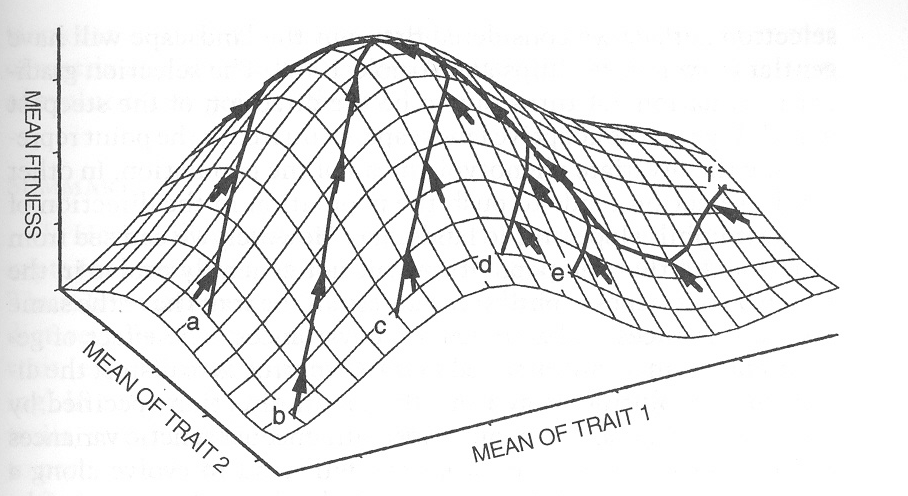 MEAN FITNESS
f
d
e
a
c
b
MEAN OF TRAIT 2
MEAN OF TRAIT 1